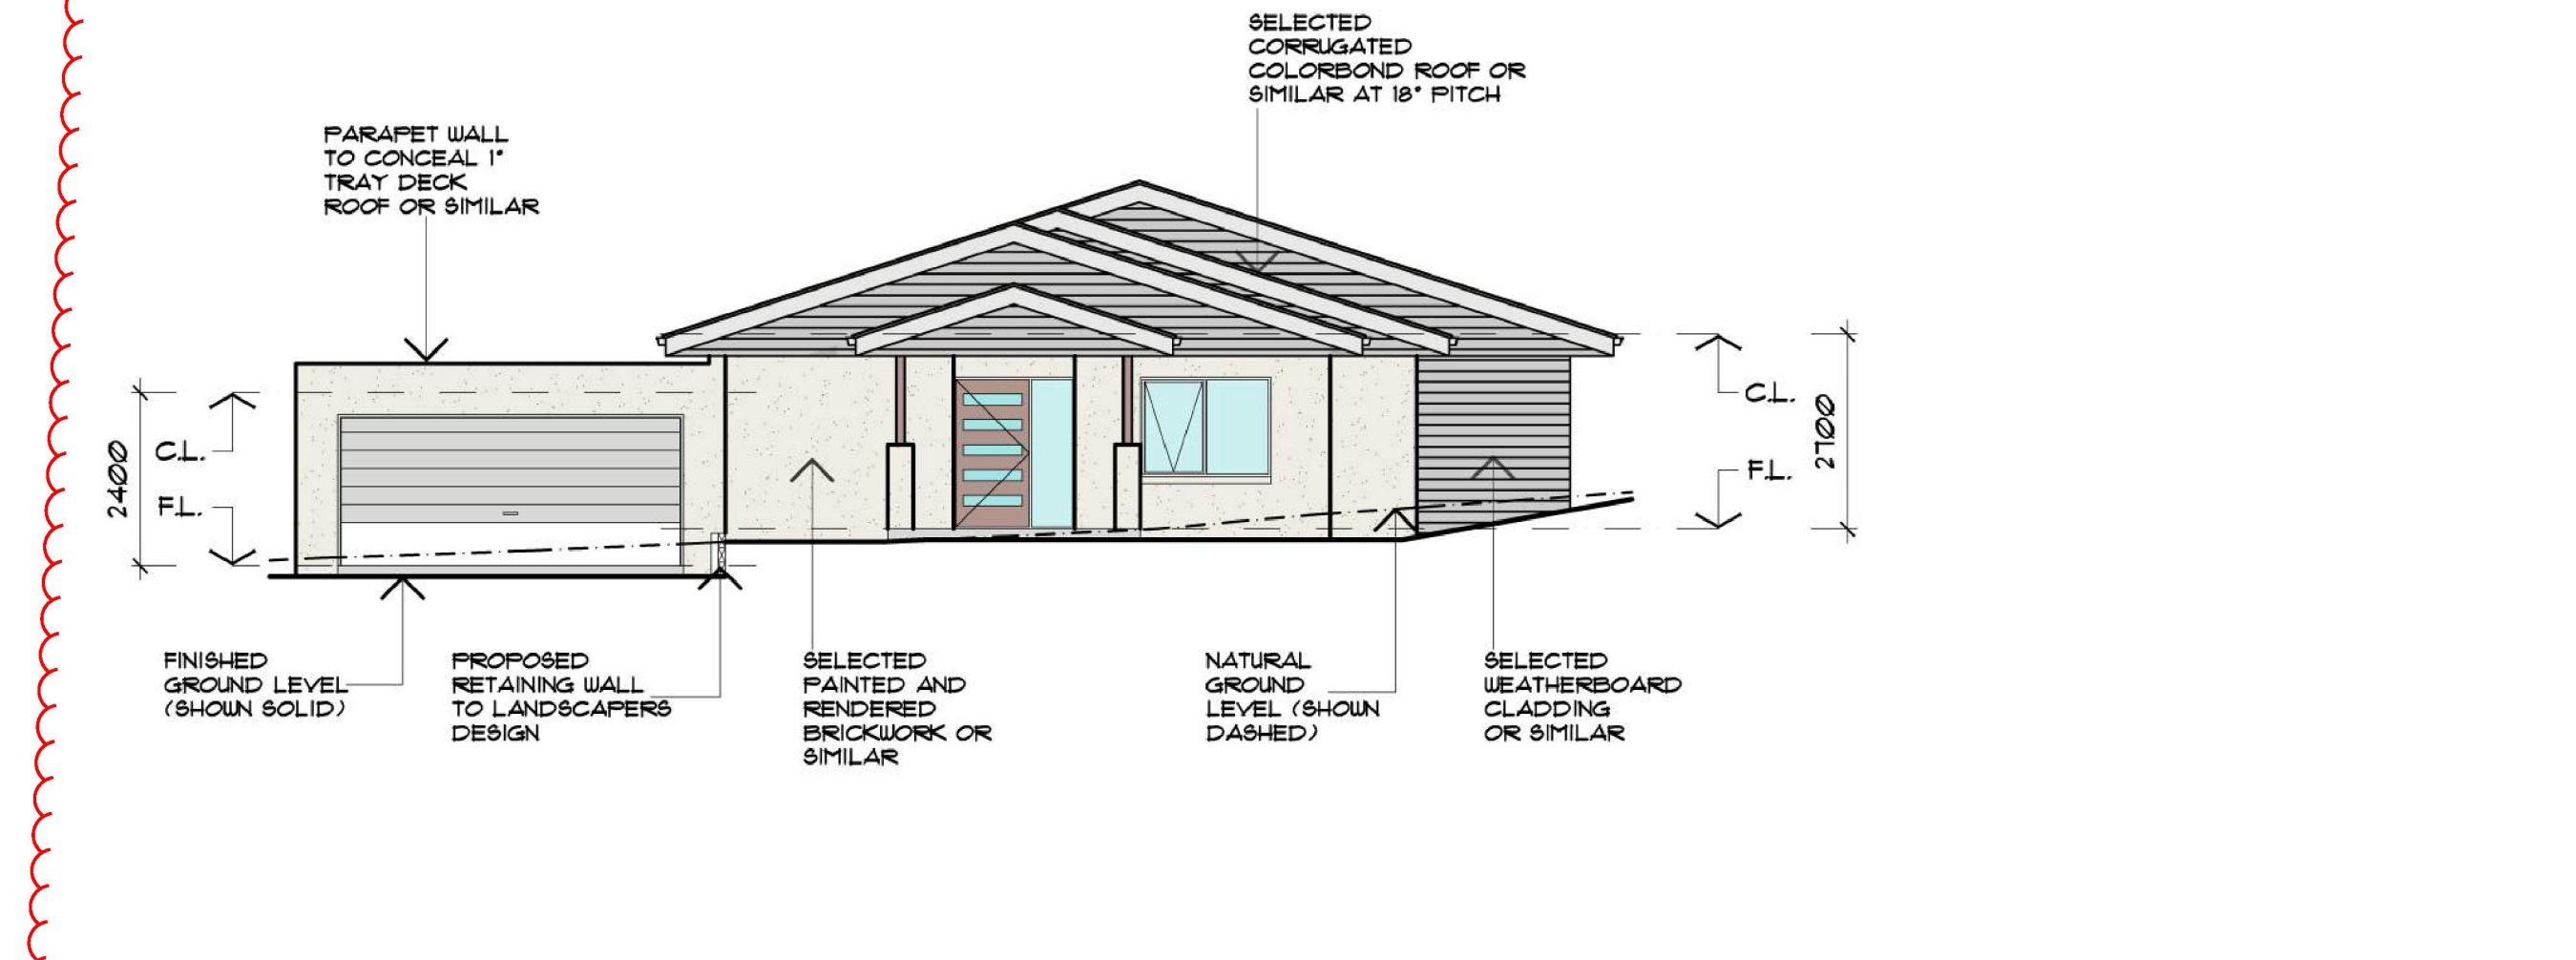 SELECTED
CORRUGATED
COLORBOND ROOF OR
SIMILAR AT 18° PITCH
PARAPET WALL
TO CONCEAL 1°
TRAY DECK
ROOF OR SIMILAR
2400
C.L.
F.L.
C.L.
F.L.
2700
FINISHED
GROUND LEVEL
(SHOWN SOLID)
PROPOSED
RETAINING WALL
TO LANDSCAPERS
DESIGN
SELECTED
PAINTED AND
RENDERED
BRICKWORK OR
SIMILAR
NATURAL
GROUND
LEVEL (SHOWN
DASHED)
SELECTED
WEATHERBOARD
CLADDING
OR SIMILAR